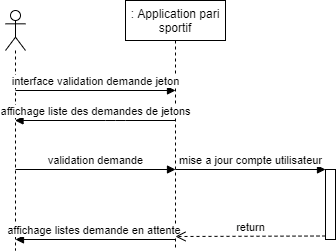 : Application pari
sportif
interface validation demande jeton
affichage liste des demandes de jetons
validation demande
mise a jour compte utilisateur
return
affichage listes demande en attente